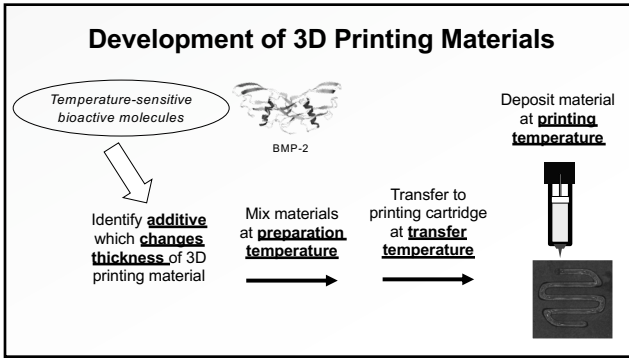 Development of 3D Printing Materials
Temperature-sensitive
bioactive molecules
BMP-2
Identify additive
which changes
thickness of 3D
printing material
Mix materials
at preparation
temperature
Transfer to
printing cartridge
at transfer
temperature
Deposit material
at printing
temperature